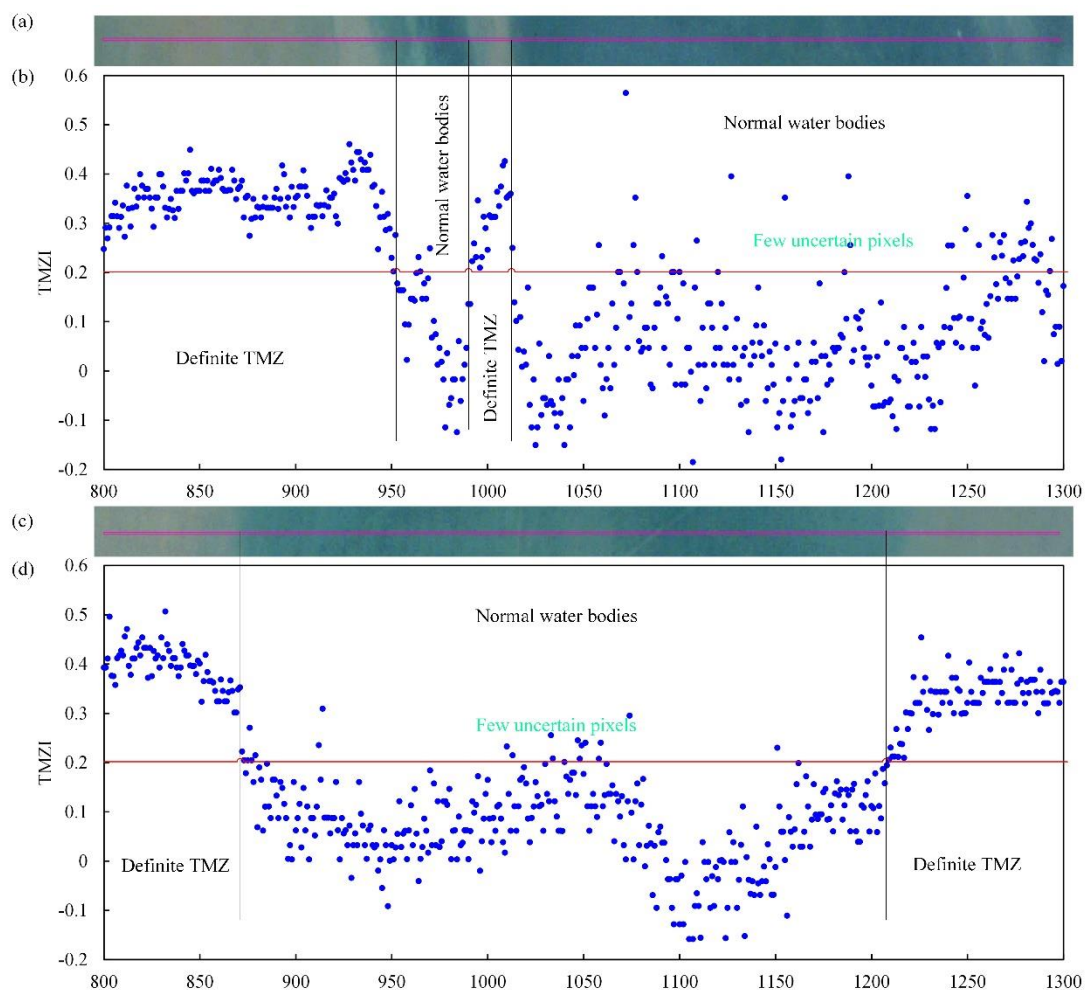 (a)
(b)
0.6
0.5
0.4
0.3
0.2
0.1
0
-0.1
-0.2
TMZI
Normal water bodies
Normal water bodies
Few uncertain pixels
Definite TMZ
Definite TMZ
800 850 900 950 1000 1050 1100 1150 1200 1250 1300
(c)
(d)
0.6
0.5
0.4
0.3
0.2
0.1
0
-0.1
-0.2
TMZI
Normal water bodies
Few uncertain pixels
Definite TMZ
Definite TMZ
800 850 900 950 1000 1050 1100 1150 1200 1250 1300